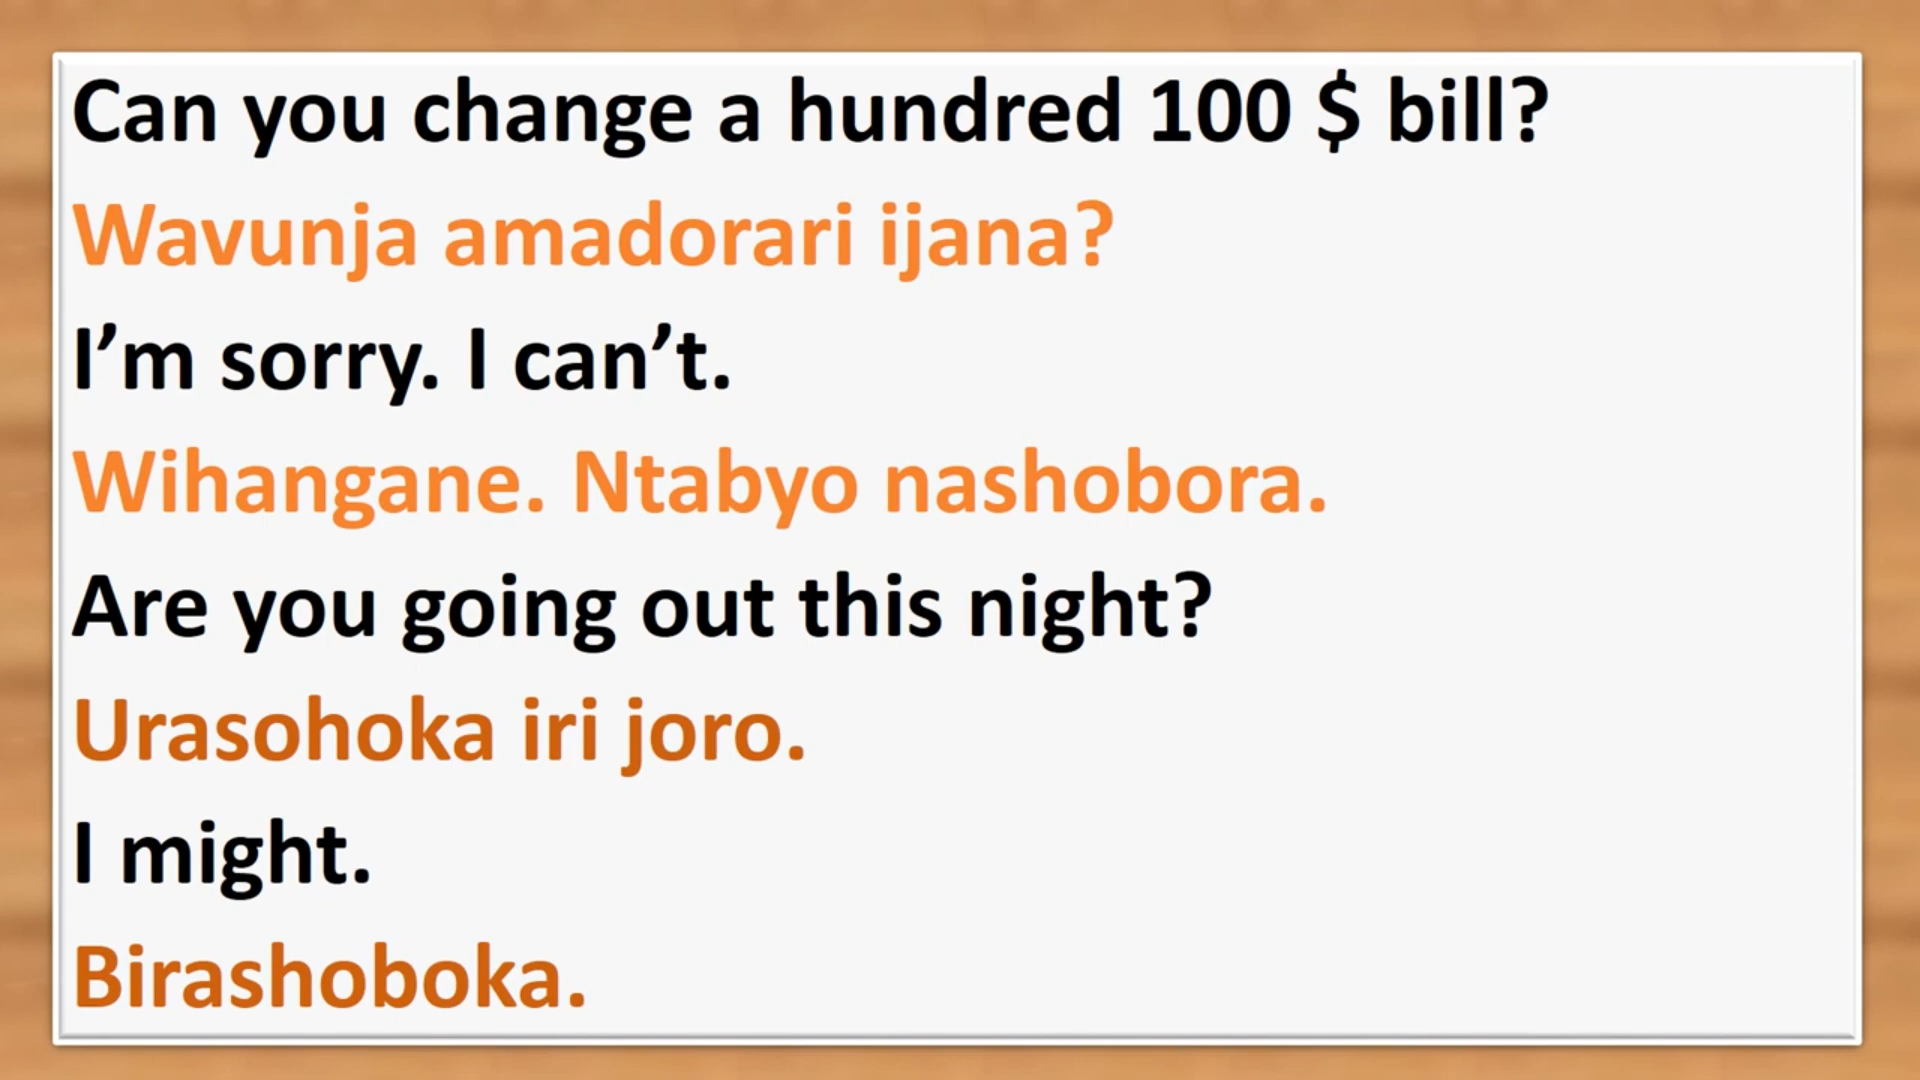 Can you change a hundred 100 $ bill?
Wavunja amadorari ijana?
I’m sorry. I can’t.
Wihangane. Ntabyo nashobora.
Are you going out this night?
Urasohoka iri joro.
I might.
Birashoboka.